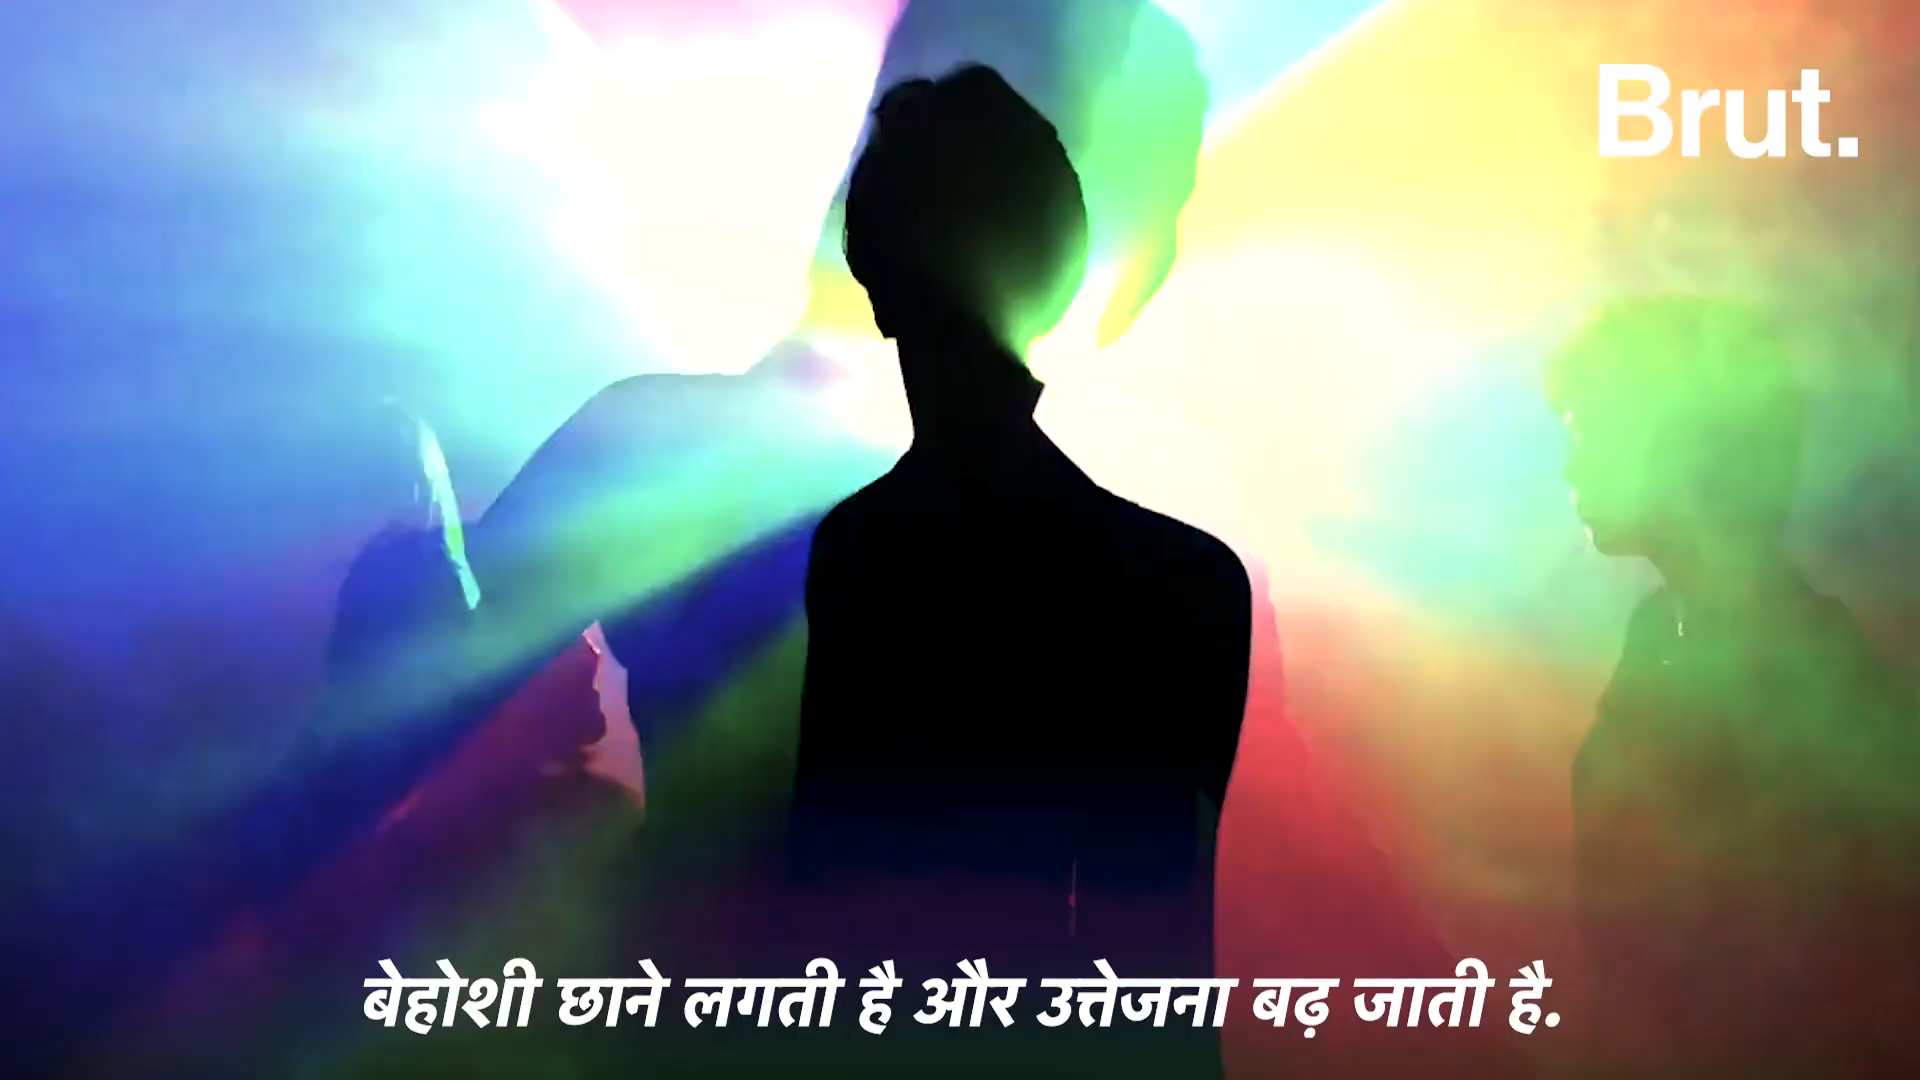 Brut.
बेहोशी छाने लगती है और उत्तेजना बढ़ जाती है.